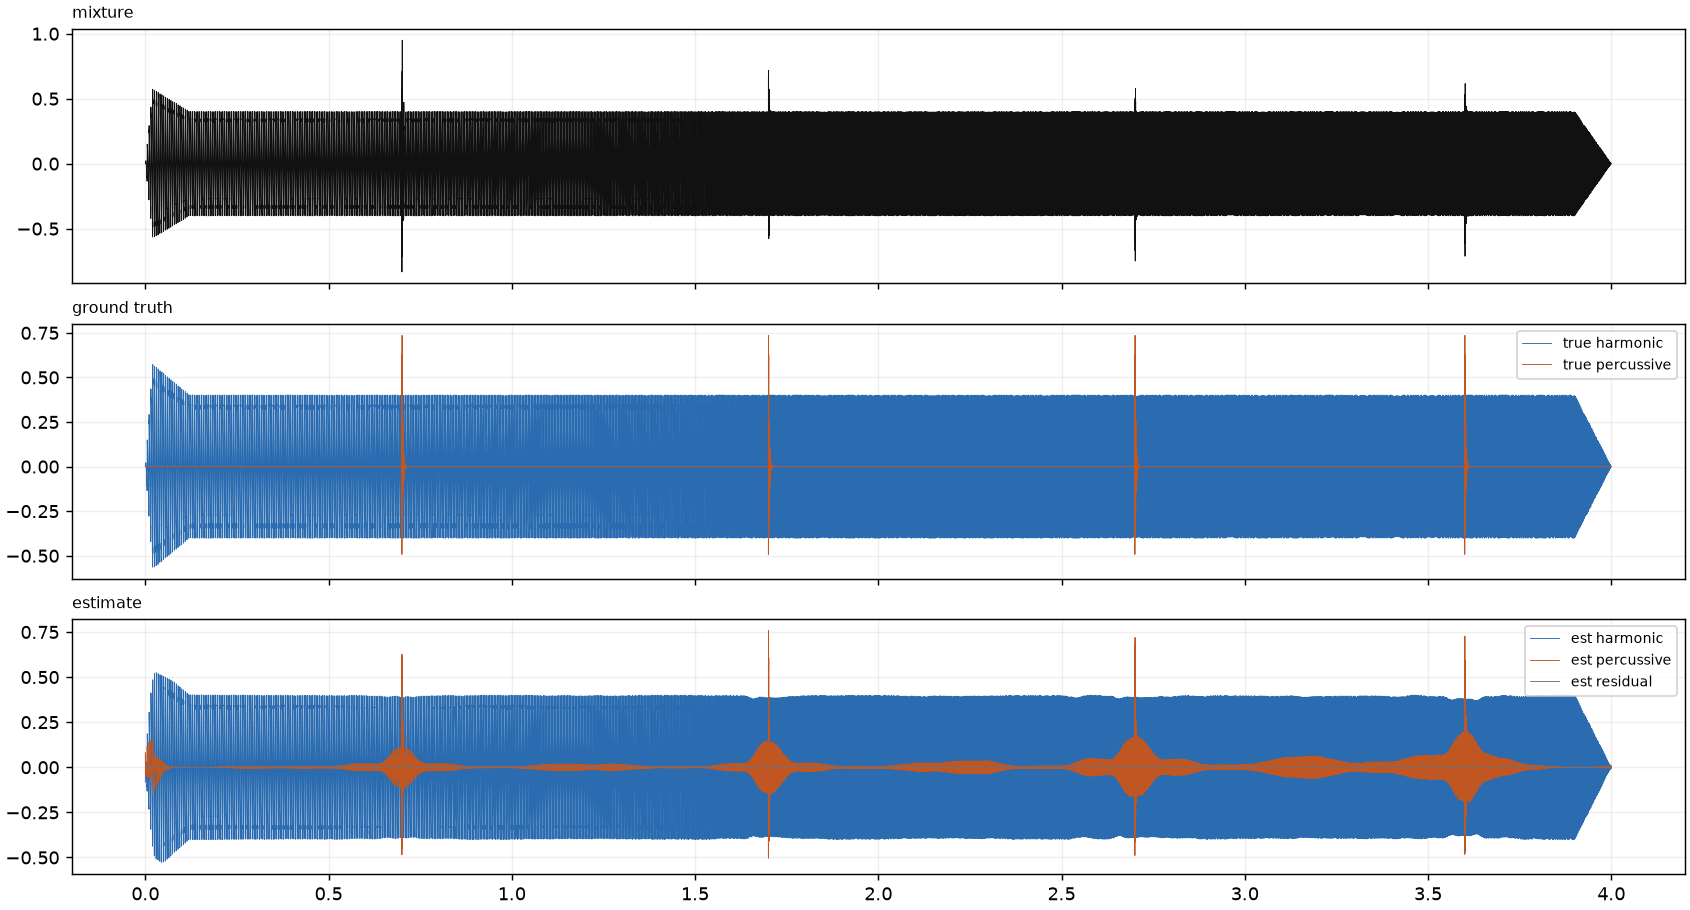 mixture
1.0
0.5
0.0
−0.5
ground truth
0.75
0.50
0.25
0.00
−0.25
−0.50
true harmonic
true percussive
estimate
0.75
0.50
0.25
0.00
−0.25
−0.50
est harmonic
est percussive
est residual
0.0 0.5 1.0 1.5 2.0 2.5 3.0 3.5 4.0